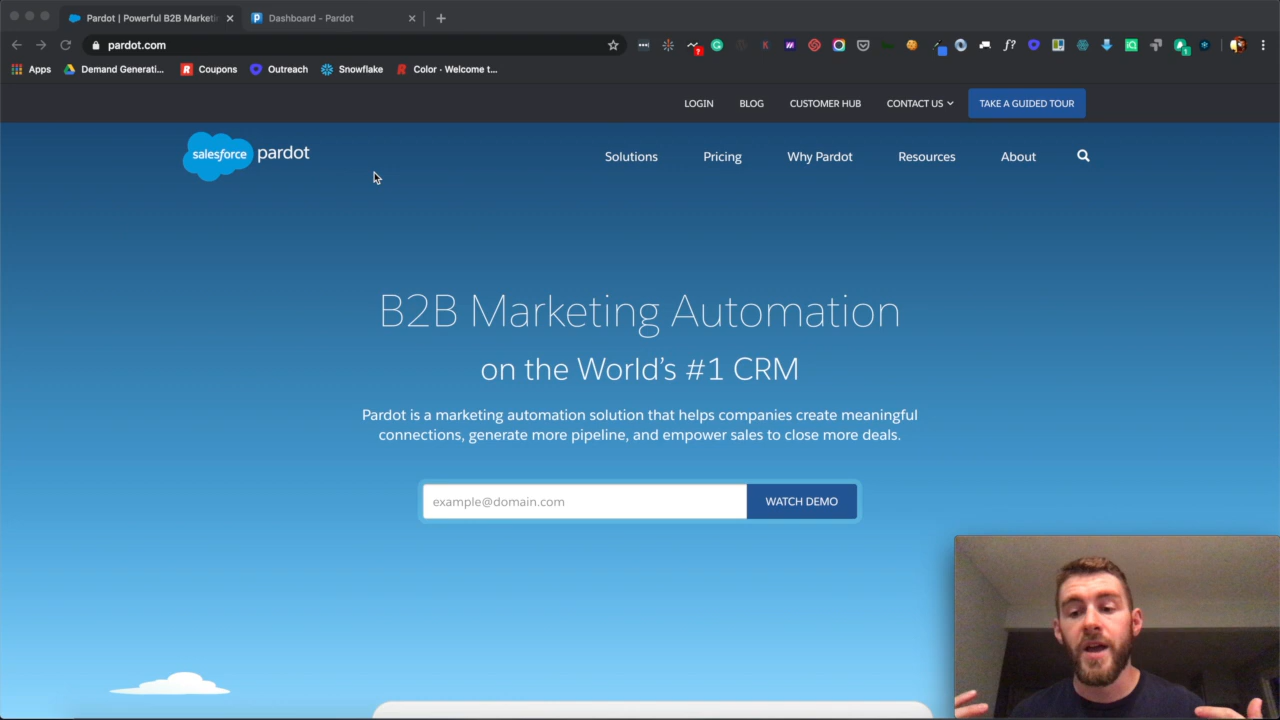 Pardot | Powerful B2B Marketin
Dashboard - Pardot
pardot.com
Apps
Demand Generati...
Coupons
Outreach
Snowflake
Color - Welcome t...
LOGIN
BLOG
CUSTOMER HUB
CONTACT US
TAKE A GUIDED TOUR
salesforce pardot
Solutions
Pricing
Why Pardot
Resources
About
B2B Marketing Automation
on the World's #1 CRM
Pardot is a marketing automation solution that helps companies create meaningful
connections, generate more pipeline, and empower sales to close more deals.
example@domain.com
WATCH DEMO